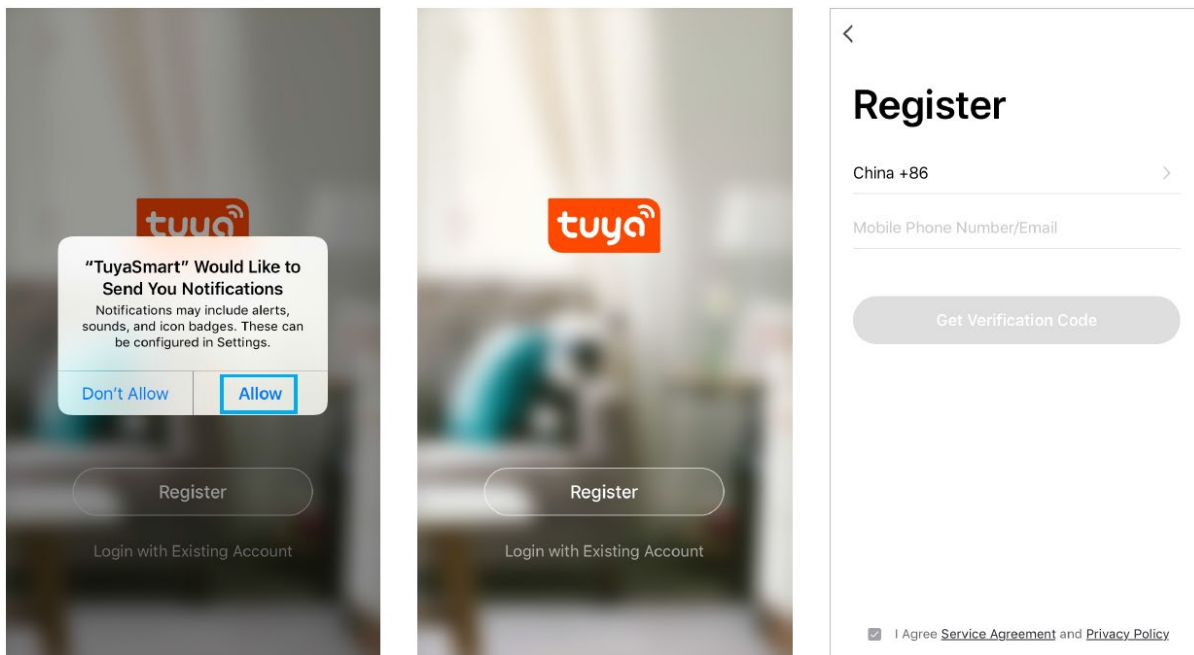 tuya
"TuyaSmart" Would Like to
Send You Notifications
Notifications may include alerts,
sounds, and icon badges. These can
be configured in Settings.
Don't Allow
Allow
Register
Login with Existing Account
tuya
Register
Login with Existing Account
Register
China +86
Mobile Phone Number/Email
Get Verification Code
I Agree Service Agreement and Privacy Policy